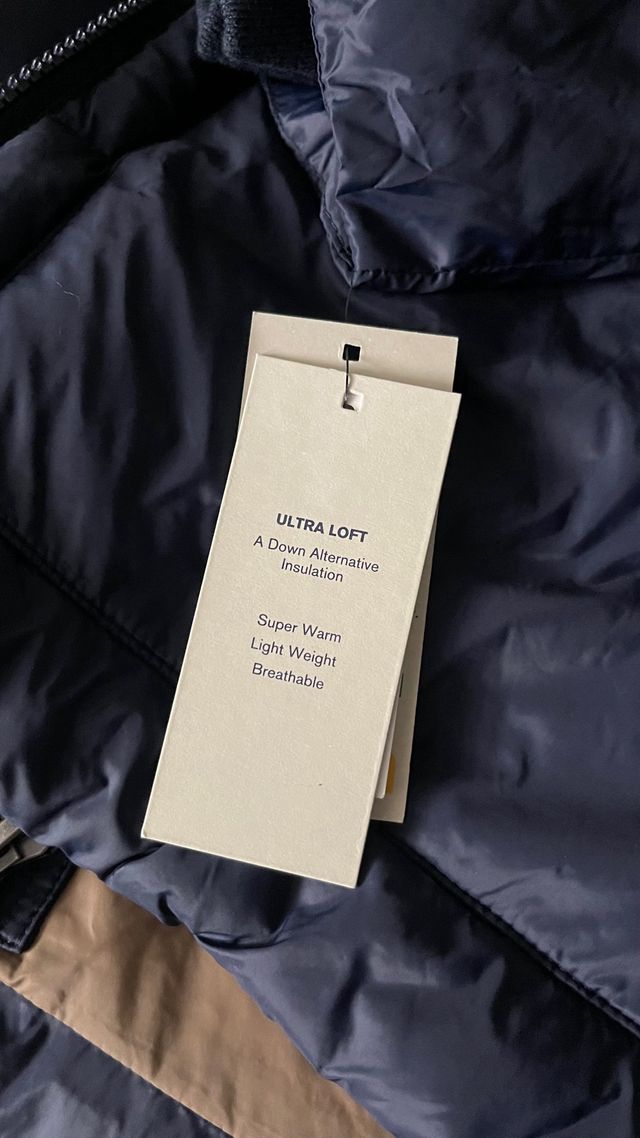 ULTRA LOFT
A Down Alternative
Insulation
Super Warm
Light Weight
Breathable